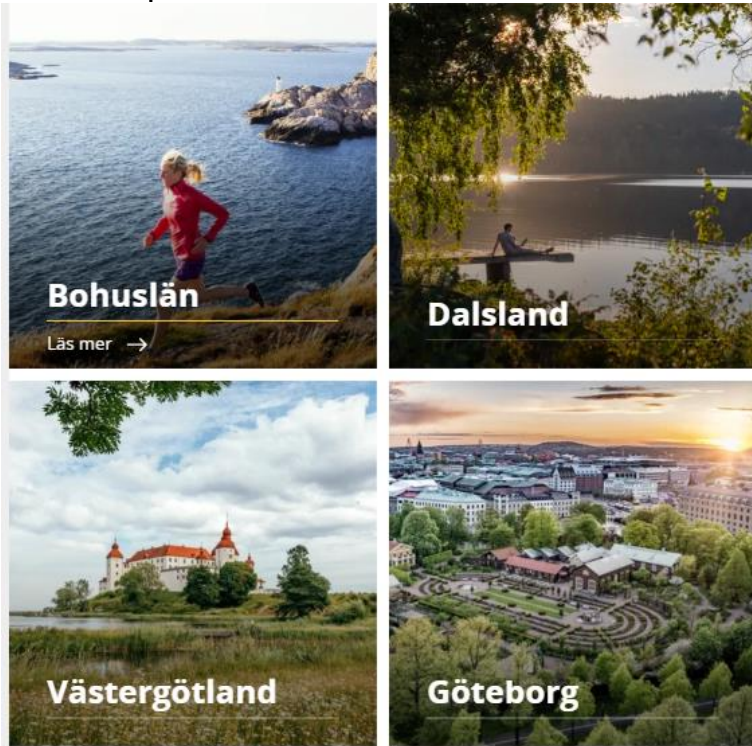 Bohuslän
Läs mer →
Dalsland
Västergötland
Göteborg